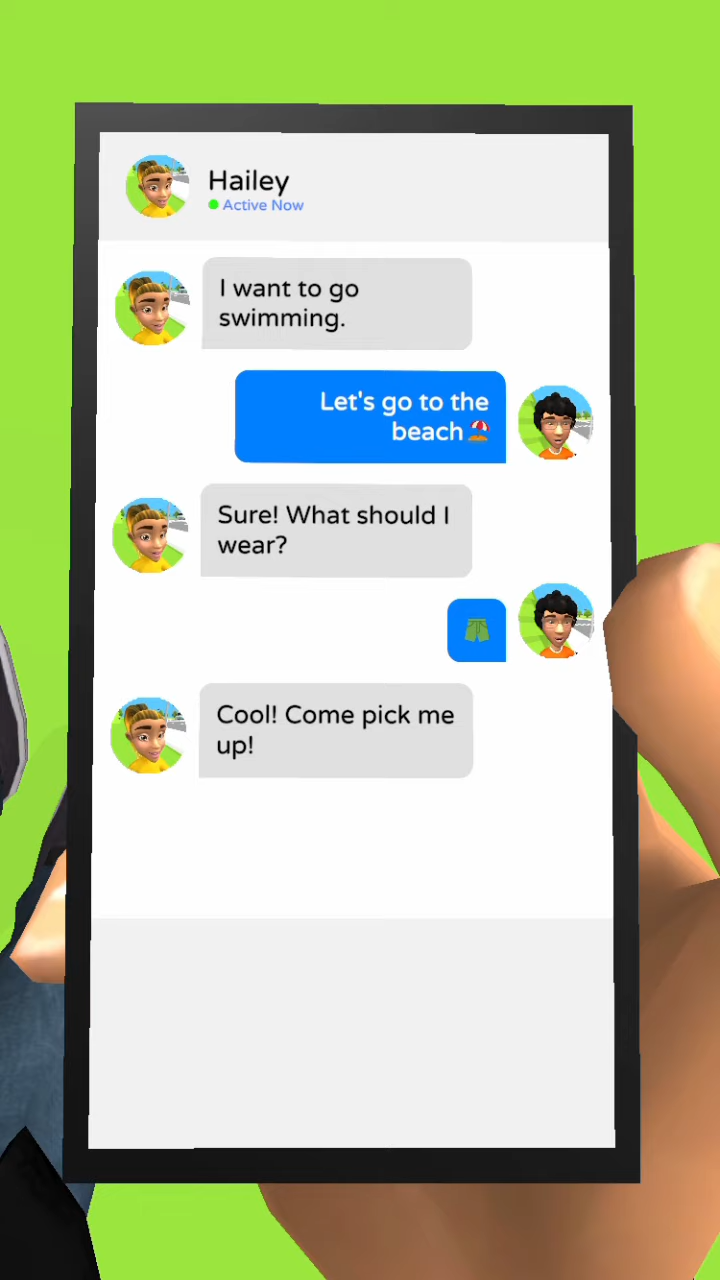 Hailey
Active Now
I want to go
swimming.
Let's go to the
beach🏖️
Sure! What should I
wear?
🩳
Cool! Come pick me
up!